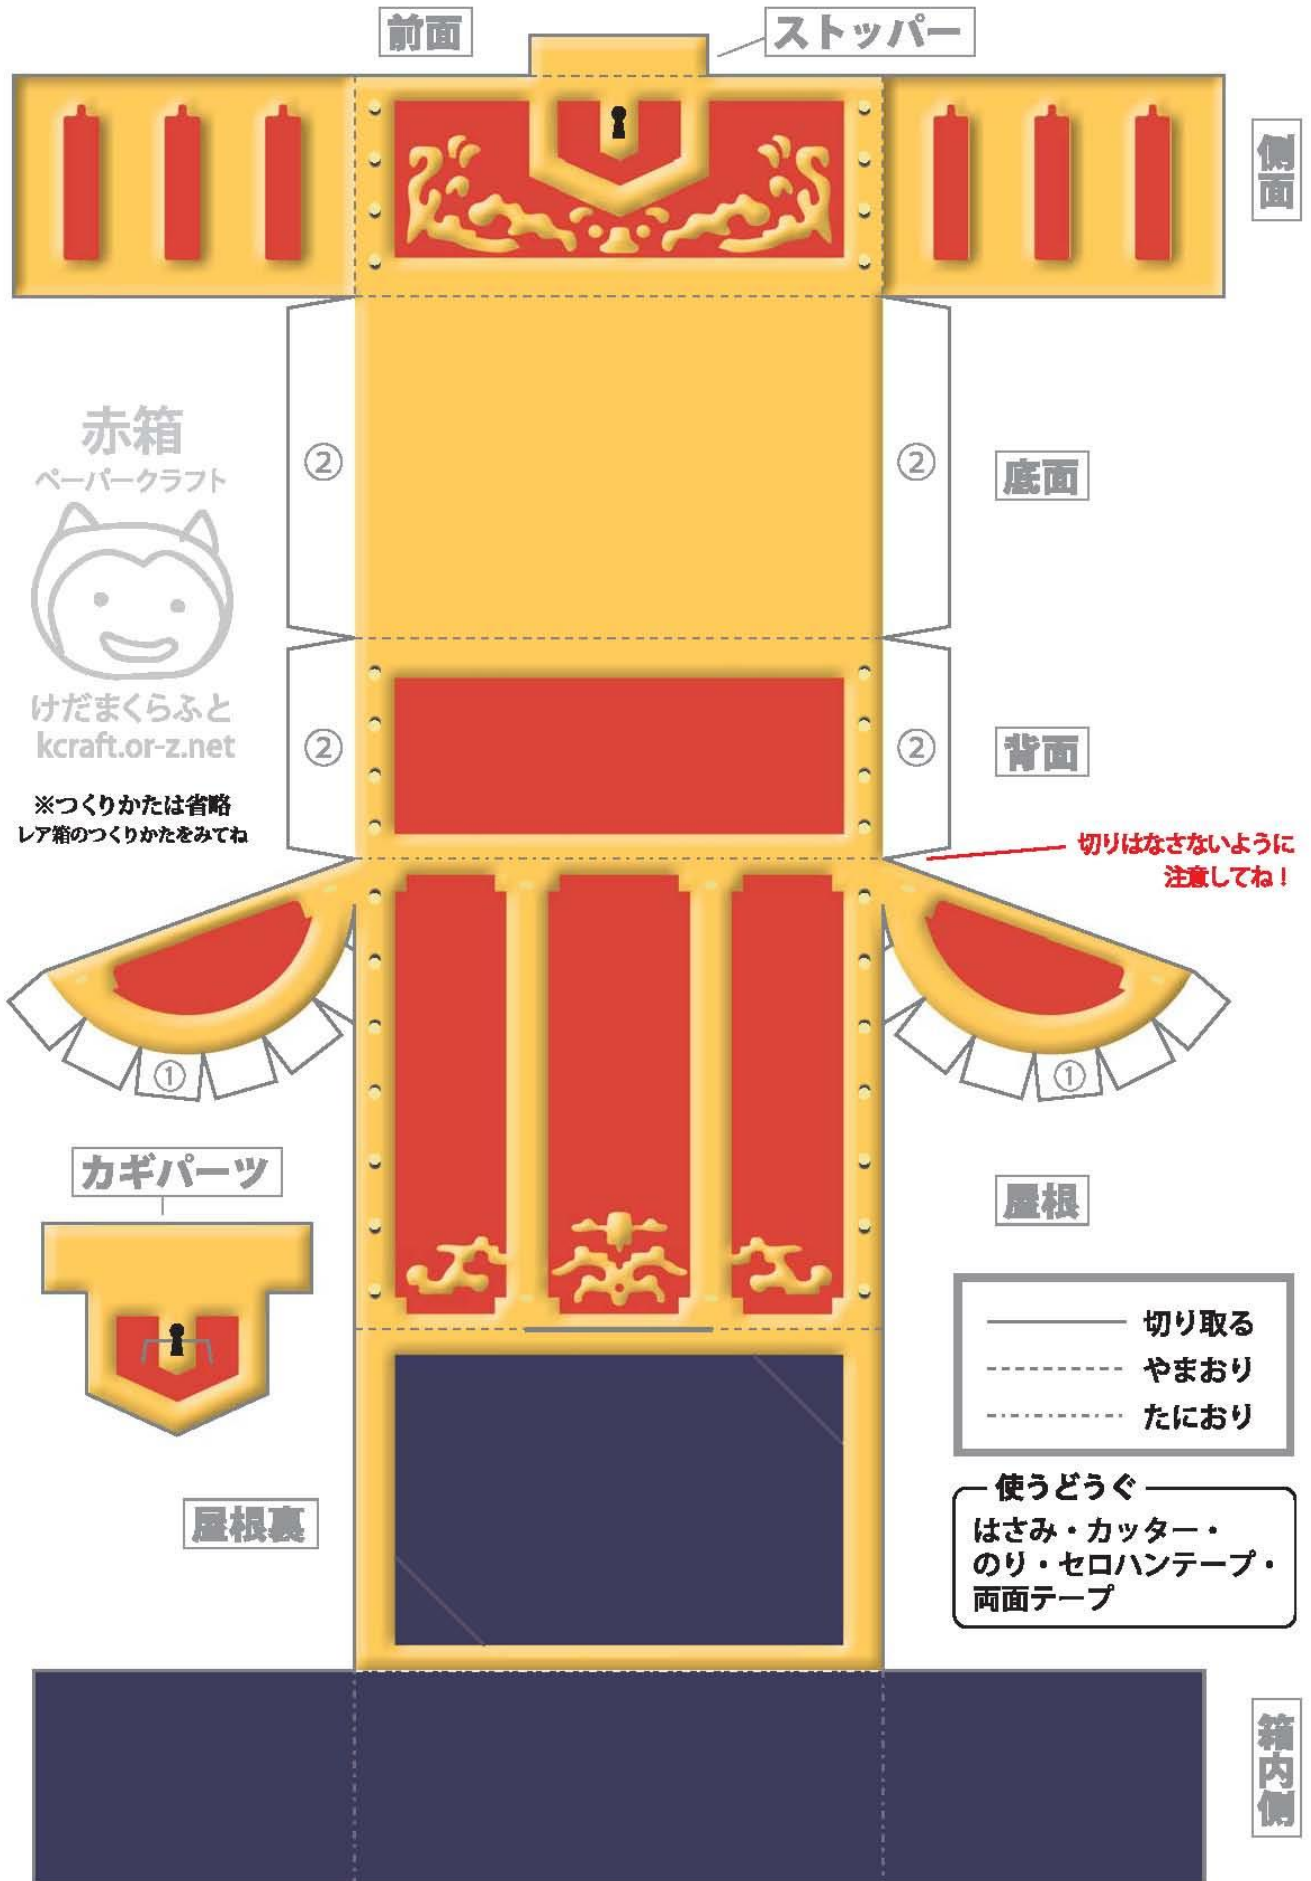 前面
ストッパー
側面
赤箱
ペーパークラフト
②
②
底面
けだまくらふと
kcraft.or-z.net
②
②
背面
※つくりかたは省略
レア箱のつくりかたをみてね
切りはなさないように
注意してね！
①
①
カギパーツ
屋根
切り取る
やまおり
たにおり
使うどうぐ
はさみ・カッター・
のり・セロハンテープ・
両面テープ
屋根裏
箱内側